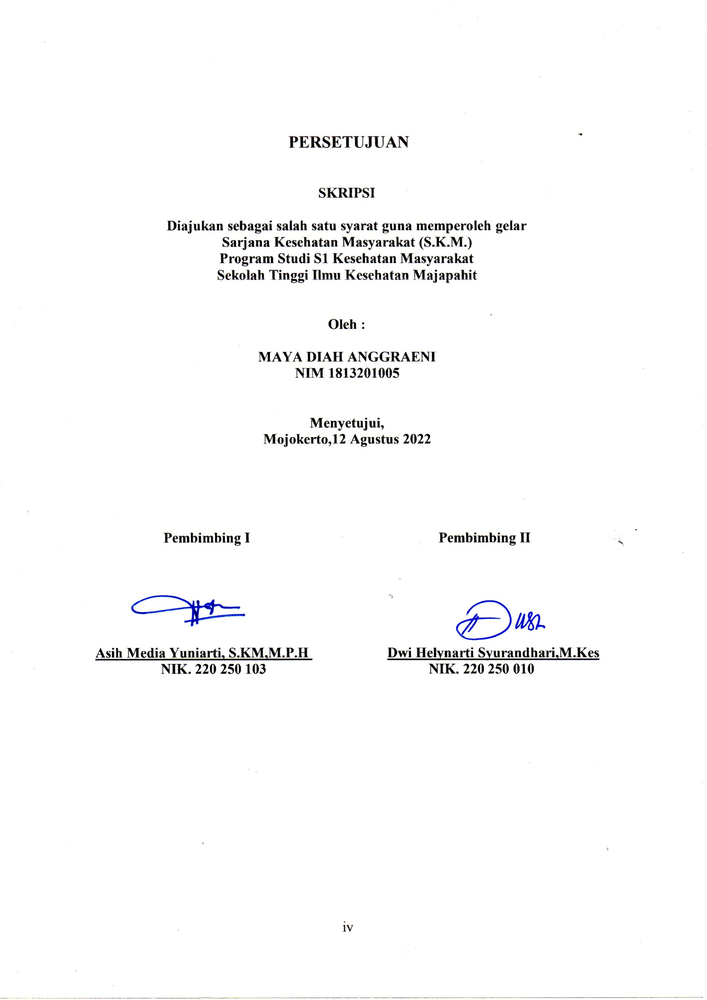 PERSETUJUAN
SKRIPSI
Diajukan sebagai salah satu syarat guna memperoleh gelar
Sarjana Kesehatan Masyarakat (S.K.M.)
Program Studi S1 Kesehatan Masyarakat
Sekolah Tinggi Ilmu Kesehatan Majapahit
Oleh :
MAYA DIAH ANGGRAENI
NIM 1813201005
Menyetujui,
Mojokerto,12 Agustus 2022
Pembimbing I Pembimbing II
Asih Media Yuniarti, S.KM,M.P.H Dwi Helynarti Syurandhari,M.Kes
NIK. 220 250 103 NIK. 220 250 010
iv